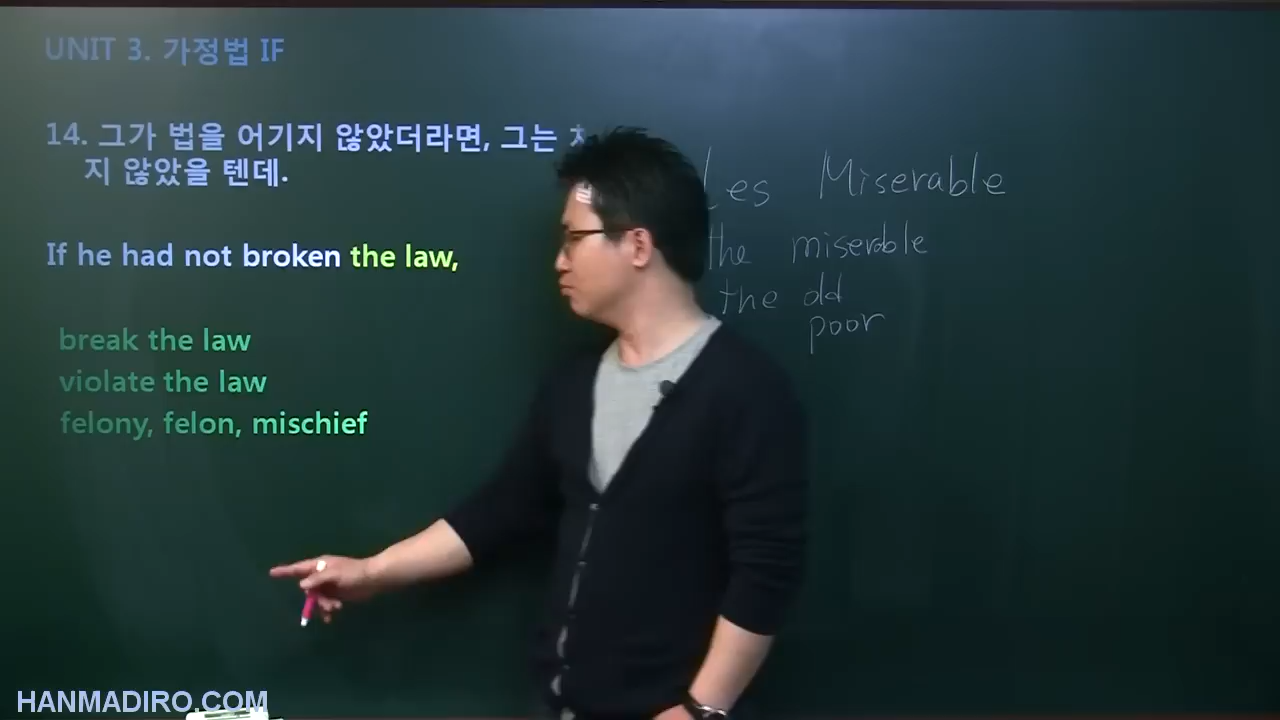 UNIT 3. 가정법 IF
14. 그가 법을 어기지 않았더라면, 그는
지 않았을 텐데.
If he had not broken the law,
break the law
violate the law
felony, felon, mischief
Les Miserable
the miserable
the old
poor
HANMADIRO.COM